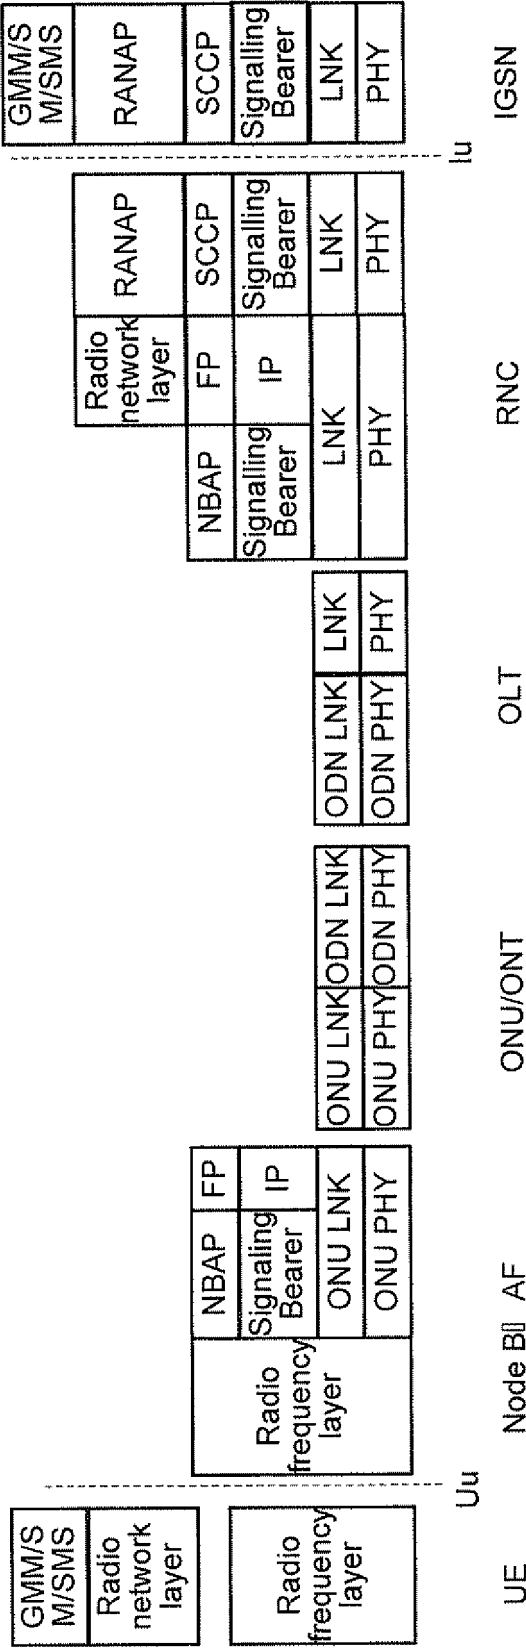 GMM/S
M/SMS
Radio
network
layer
Radio
frequency
layer
UE
Uu
Radio
frequency
layer
NBAP
FP
Signaling
Bearer
IP
ONU LNK
ONU PHY
Node B▯ AF
ONU LNK
ODN LNK
ONU PHY
ODN PHY
ONU/ONT
ODN LNK
LNK
ODN PHY
PHY
OLT
Radio
network
layer
RANAP
NBAP
FP
SCCP
Signalling
Bearer
IP
Signalling
Bearer
LNK
LNK
PHY
PHY
RNC
Iu
GMM/S
M/SMS
RANAP
SCCP
Signalling
Bearer
LNK
PHY
IGSN